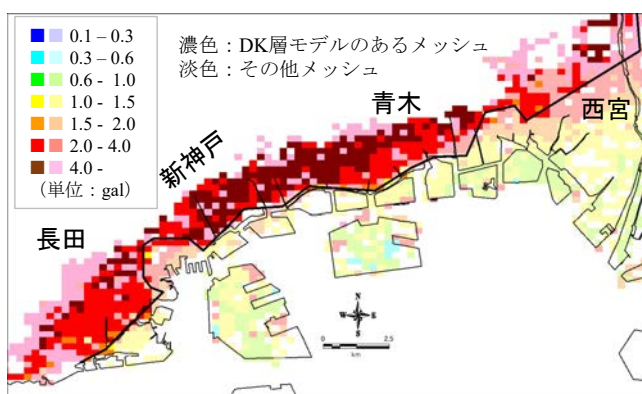 0.1 – 0.3
0.3 – 0.6
0.6 - 1.0
1.0 - 1.5
1.5 - 2.0
2.0 - 4.0
4.0 -
(単位：gal)
濃色：DK層モデルのあるメッシュ
淡色：その他メッシュ
青木
西宮
新神戸
長田
N
W E
S
0 2.5
km